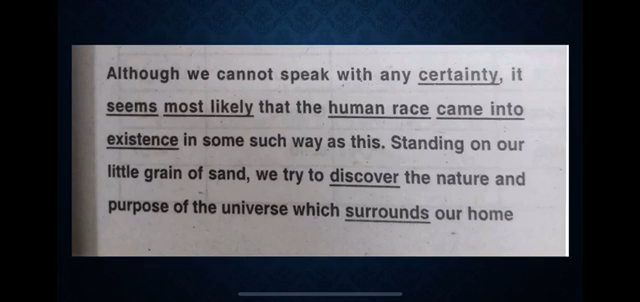 Although we cannot speak with any certainty, it
seems most likely that the human race came into
existence in some such way as this. Standing on our
little grain of sand, we try to discover the nature and
purpose of the universe which surrounds our home